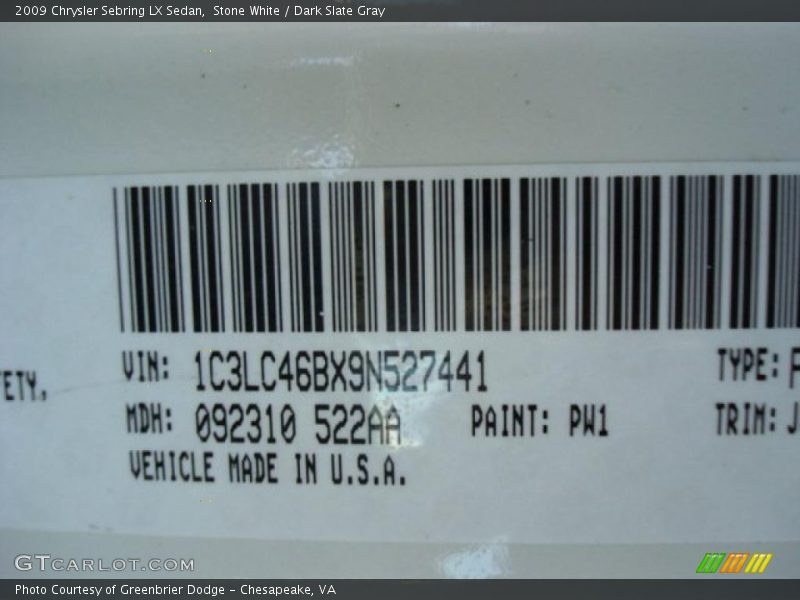 2009 Chrysler Sebring LX Sedan,  Stone White / Dark Slate Gray
VIN: 1C3LC46BX9N527441 TYPE:
ETY,
MDH: 092310 522AA PAINT: PW1 TRIM: J
VEHICLE MADE IN U.S.A.
GTCARLOT.COM
Photo Courtesy of Greenbrier Dodge - Chesapeake, VA